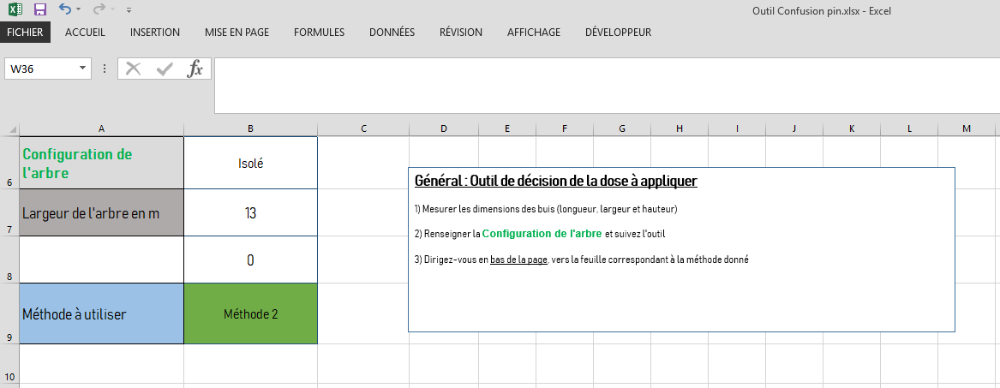 Outil Confusion pin.xlsx - Excel
FICHIER ACCUEIL INSERTION MISE EN PAGE FORMULES DONNÉES RÉVISION AFFICHAGE DÉVELOPPEUR
W36 fx
A B C D E F G H I J K L M
6 Configuration de
l'arbre Isolé
7 Largeur de l'arbre en m 13
8 0
9 Méthode à utiliser Méthode 2
10
Général : Outil de décision de la dose à appliquer
1) Mesurer les dimensions des buis (longueur, largeur et hauteur)
2) Renseigner la Configuration de l'arbre et suivez l'outil
3) Dirigez-vous en bas de la page, vers la feuille correspondant à la méthode donné